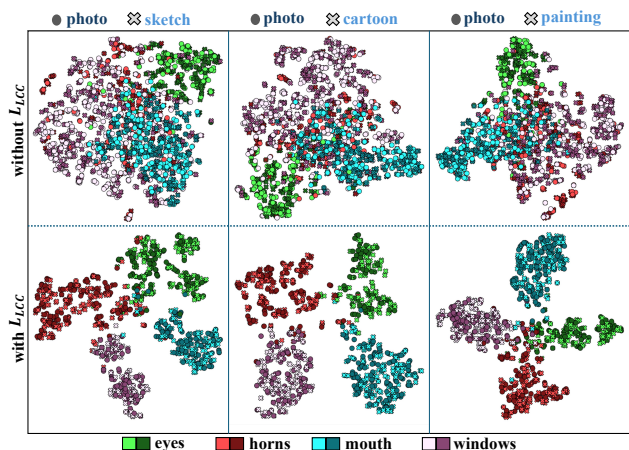 photo sketch photo cartoon photo painting
without L_LCC
with L_LCC
eyes horns mouth windows